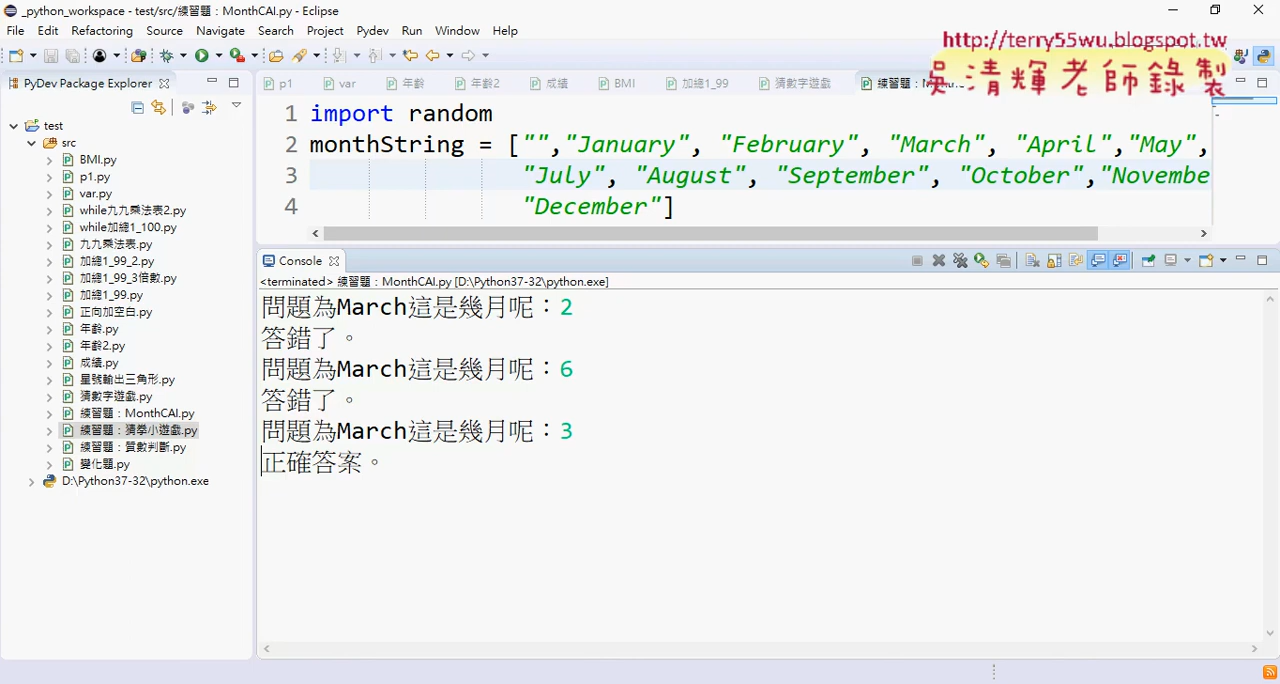 _python_workspace - test/src/練習題：MonthCAI.py - Eclipse
File Edit Refactoring Source Navigate Search Project Pydev Run Window Help
http://terry55wu.blogspot.tw
吳清輝老師錄製
PyDev Package Explorer
p1 var 年齡 年齡2 成績 BMI 加總1_99 猜數字遊戲 練習題：
test
src
BMI.py
p1.py
var.py
while九九乘法表2.py
while加總1_100.py
九九乘法表.py
加總1_99_2.py
加總1_99_3倍數.py
加總1_99.py
正向加空白.py
年齡.py
年齡2.py
成績.py
星號輸出三角形.py
猜數字遊戲.py
練習題：MonthCAI.py
練習題：猜拳小遊戲.py
練習題：質數判斷.py
變化題.py
D:\Python37-32\python.exe
1 import random
2 monthString = ["","January", "February", "March", "April","May",
3 "July", "August", "September", "October","Novembe
4 "December"]
Console
<terminated> 練習題：MonthCAI.py [D:\Python37-32\python.exe]
問題為March這是幾月呢：2
答錯了。
問題為March這是幾月呢：6
答錯了。
問題為March這是幾月呢：3
正確答案。